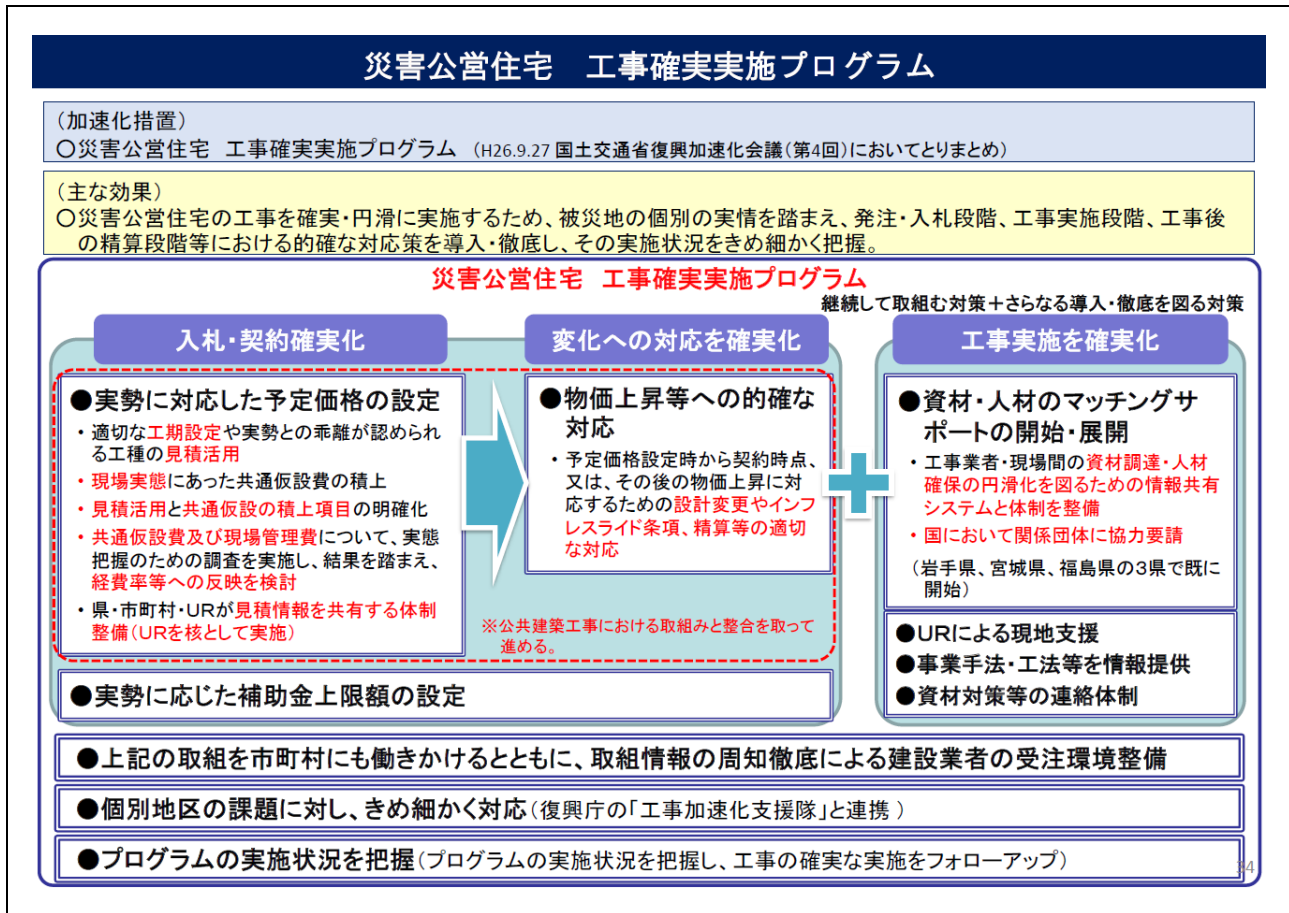 災害公営住宅　工事確実実施プログラム
（加速化措置）
〇災害公営住宅　工事確実実施プログラム　（H26.9.27 国土交通省復興加速化会議（第4回）においてとりまとめ）
（主な効果）
〇災害公営住宅の工事を確実・円滑に実施するため、被災地の個別の実情を踏まえ、発注・入札段階、工事実施段階、工事後
の精算段階等における的確な対応策を導入・徹底し、その実施状況をきめ細かく把握。
災害公営住宅　工事確実実施プログラム
継続して取組む対策＋さらなる導入・徹底を図る対策
入札・契約確実化
●実勢に対応した予定価格の設定
・適切な工期設定や実勢との乖離が認められ
る工種の見積活用
・現場実態にあった共通仮設費の積上
・見積活用と共通仮設の積上項目の明確化
・共通仮設費及び現場管理費について、実態
把握のための調査を実施し、結果を踏まえ、
経費率等への反映を検討
・県・市町村・URが見積情報を共有する体制
整備（URを核として実施）
変化への対応を確実化
●物価上昇等への的確な
対応
・予定価格設定時から契約時点、
又は、その後の物価上昇に対
応するための設計変更やインフ
レスライド条項、精算等の適切
な対応
※公共建築工事における取組みと整合を取って
進める。
●実勢に応じた補助金上限額の設定
工事実施を確実化
●資材・人材のマッチングサ
ポートの開始・展開
・工事業者・現場間の資材調達・人材
確保の円滑化を図るための情報共有
システムと体制を整備
・国において関係団体に協力要請
（岩手県、宮城県、福島県の３県で既に
開始）
●URによる現地支援
●事業手法・工法等を情報提供
●資材対策等の連絡体制
●上記の取組を市町村にも働きかけるとともに、取組情報の周知徹底による建設業者の受注環境整備
●個別地区の課題に対し、きめ細かく対応（復興庁の「工事加速化支援隊」と連携 ）
●プログラムの実施状況を把握（プログラムの実施状況を把握し、工事の確実な実施をフォローアップ）
34